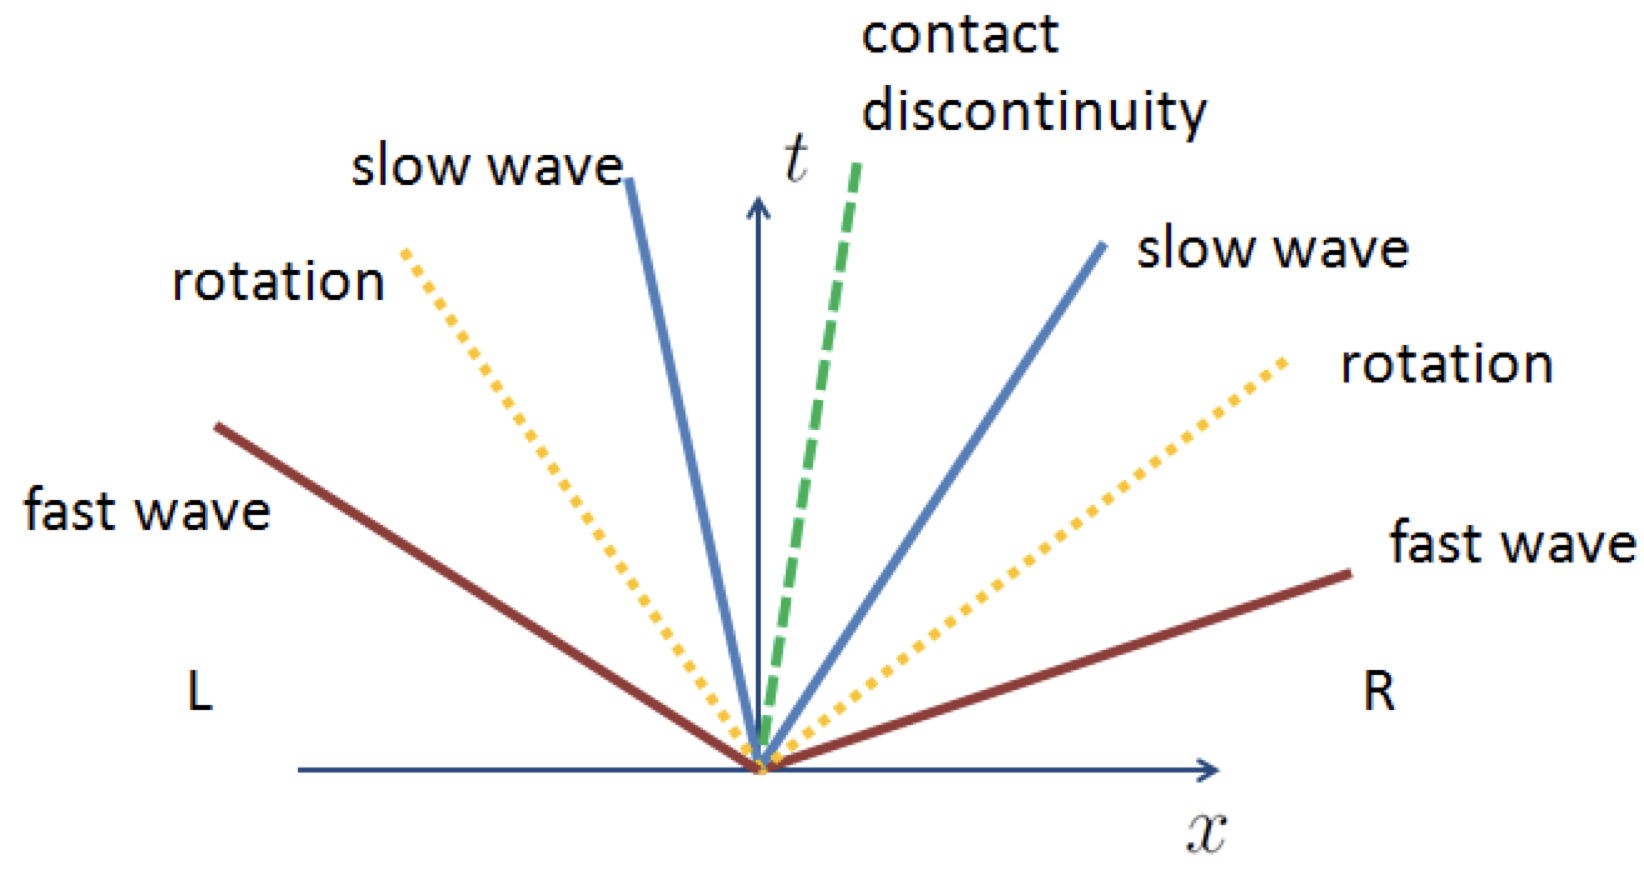 contact
discontinuity
t
slow wave
slow wave
rotation
rotation
fast wave
fast wave
L
R
x